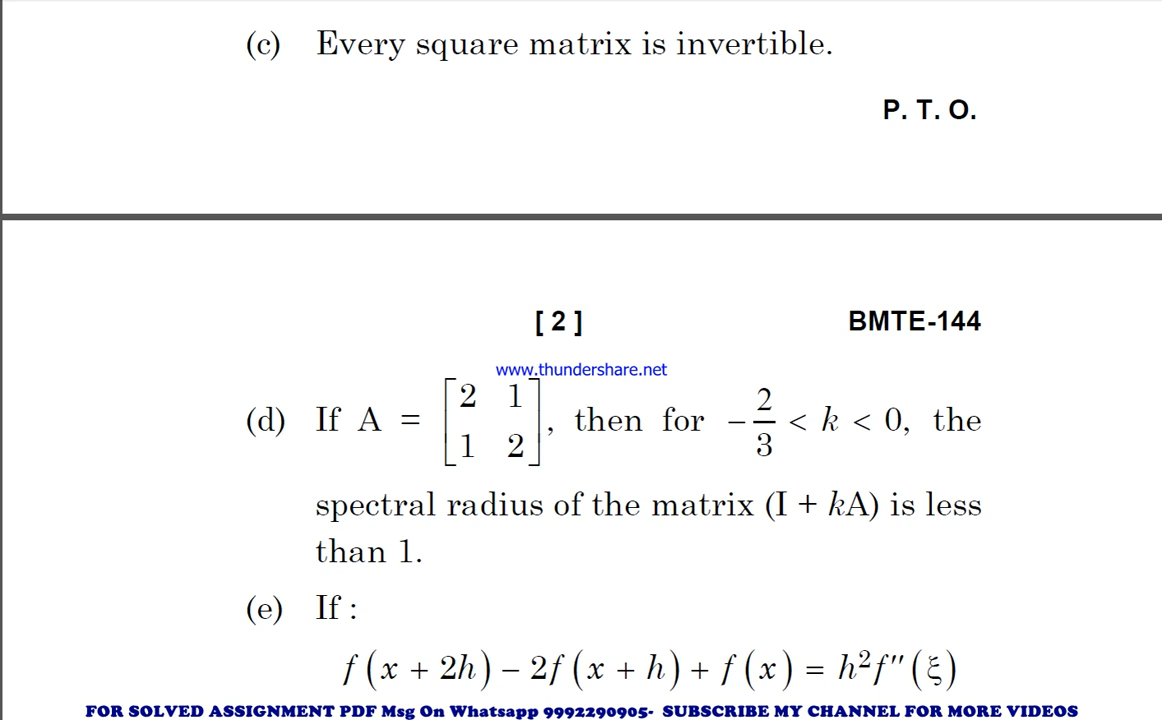 (c) Every square matrix is invertible.
P. T. O.
[ 2 ] BMTE-144
www.thundershare.net
(d) If A = [2 1; 1 2], then for −2/3 < k < 0, the
spectral radius of the matrix (I + kA) is less
than 1.
(e) If :
f (x + 2h) − 2f (x + h) + f (x) = h²f″(ξ)
FOR SOLVED ASSIGNMENT PDF Msg On Whatsapp 9992290905- SUBSCRIBE MY CHANNEL FOR MORE VIDEOS